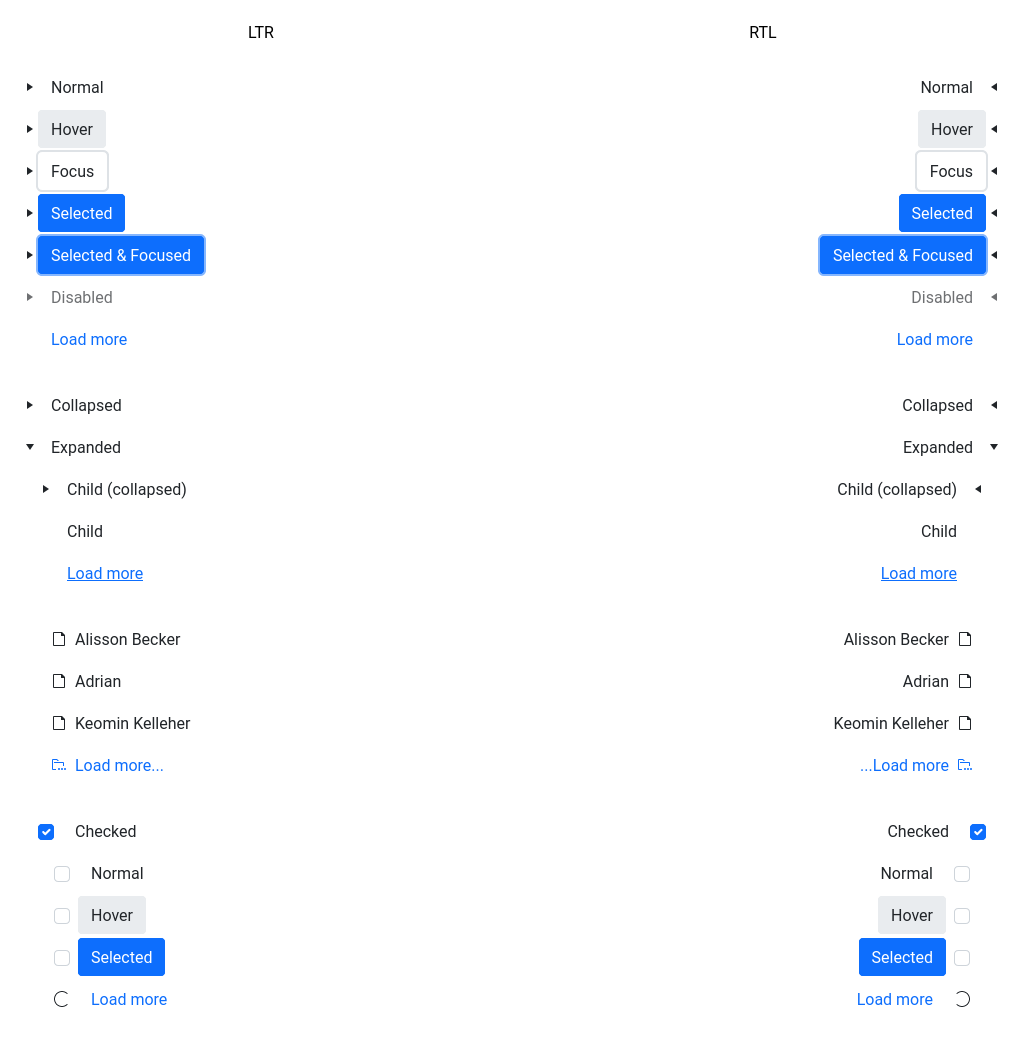 LTR
Normal
Hover
Focus
Selected
Selected & Focused
Disabled
Load more
Collapsed
Expanded
Child (collapsed)
Child
Load more
Alisson Becker
Adrian
Keomin Kelleher
Load more...
Checked
Normal
Hover
Selected
Load more
RTL
Normal
Hover
Focus
Selected
Selected & Focused
Disabled
Load more
Collapsed
Expanded
Child (collapsed)
Child
Load more
Alisson Becker
Adrian
Keomin Kelleher
...Load more
Checked
Normal
Hover
Selected
Load more